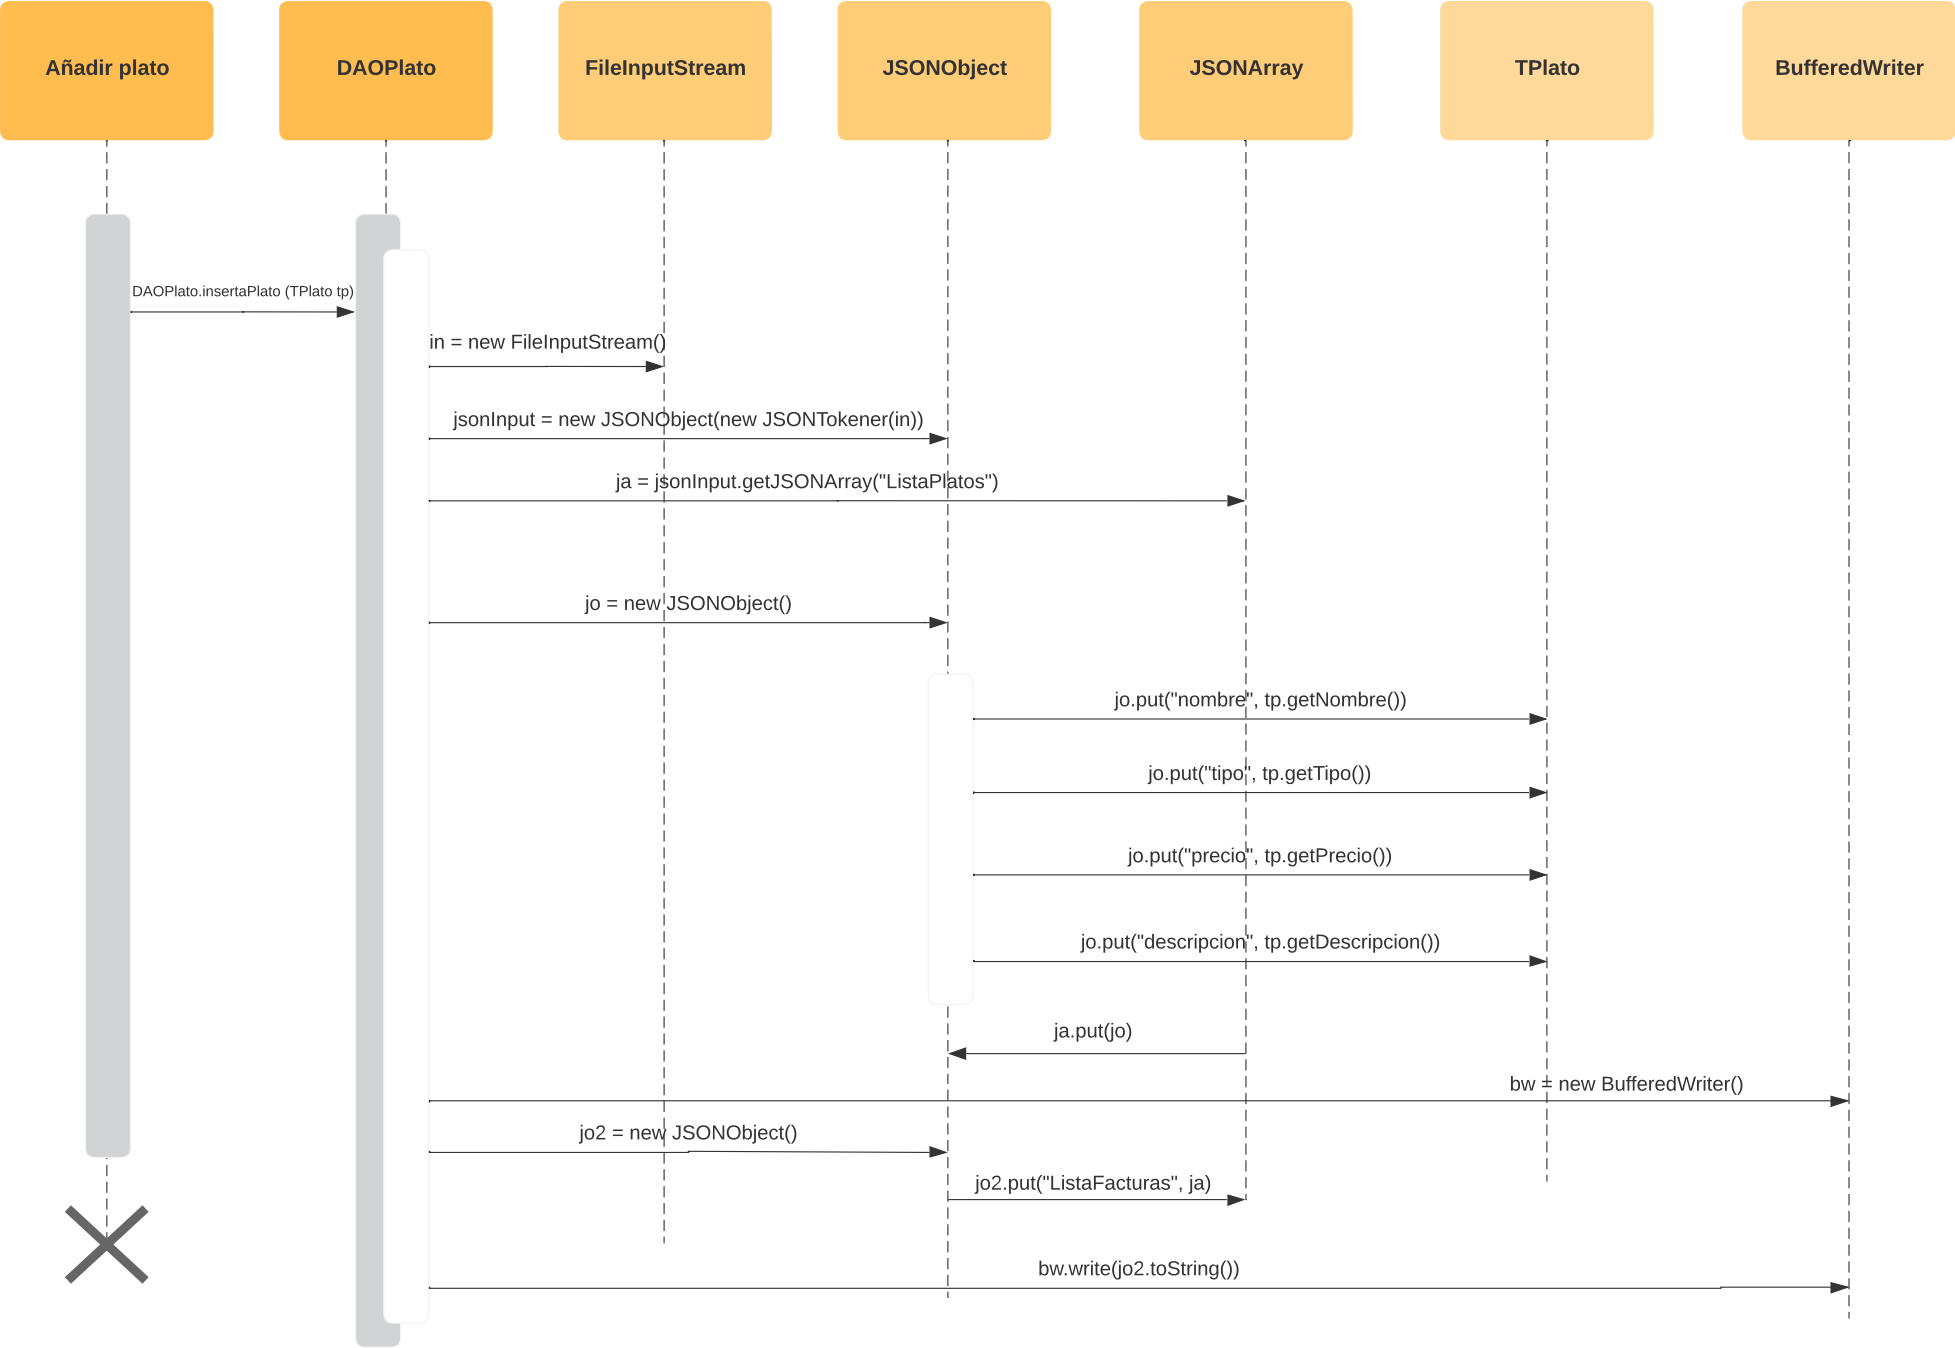 Añadir plato
DAOPlato
FileInputStream
JSONObject
JSONArray
TPlato
BufferedWriter
DAOPlato.insertaPlato (TPlato tp)
in = new FileInputStream()
jsonInput = new JSONObject(new JSONTokener(in))
ja = jsonInput.getJSONArray("ListaPlatos")
jo = new JSONObject()
jo.put("nombre", tp.getNombre())
jo.put("tipo", tp.getTipo())
jo.put("precio", tp.getPrecio())
jo.put("descripcion", tp.getDescripcion())
ja.put(jo)
bw = new BufferedWriter()
jo2 = new JSONObject()
jo2.put("ListaFacturas", ja)
bw.write(jo2.toString())